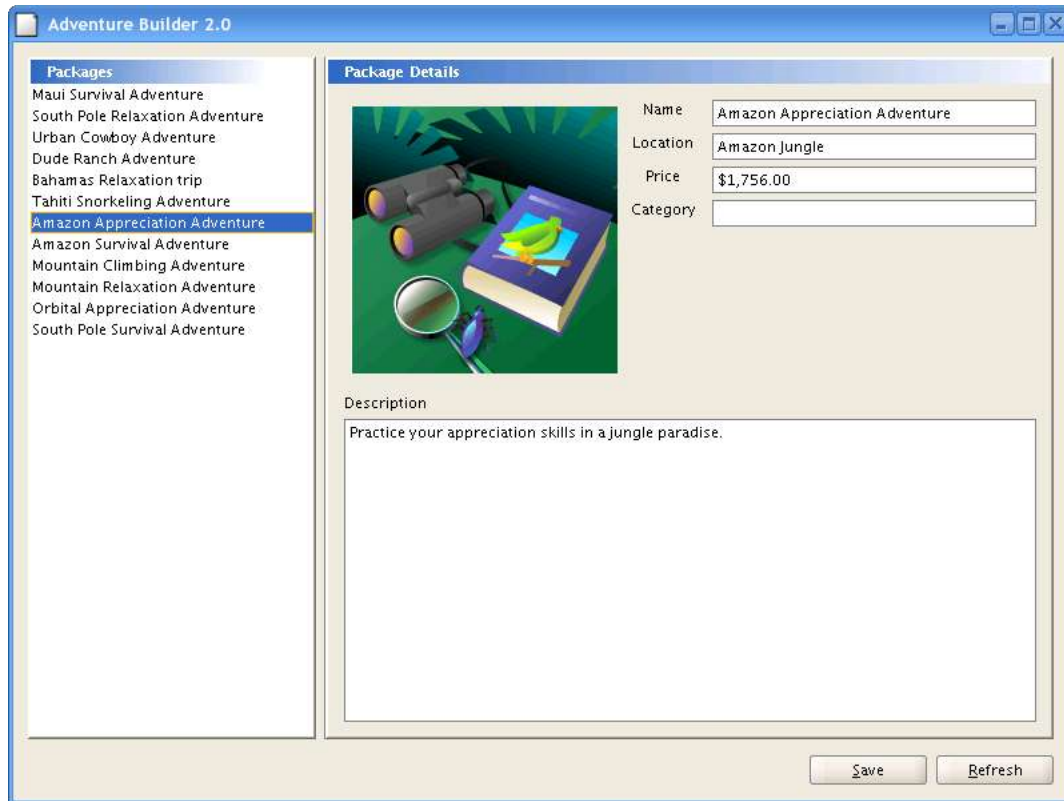 Adventure Builder 2.0
Packages
Maui Survival Adventure
South Pole Relaxation Adventure
Urban Cowboy Adventure
Dude Ranch Adventure
Bahamas Relaxation trip
Tahiti Snorkeling Adventure
Amazon Appreciation Adventure
Amazon Survival Adventure
Mountain Climbing Adventure
Mountain Relaxation Adventure
Orbital Appreciation Adventure
South Pole Survival Adventure
Package Details
Name Amazon Appreciation Adventure
Location Amazon Jungle
Price $1,756.00
Category
Description
Practice your appreciation skills in a jungle paradise.
Save Refresh